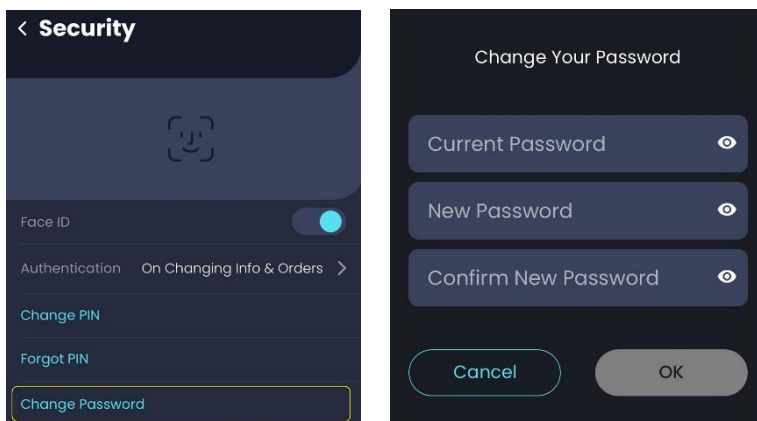 Security
Face ID
Authentication On Changing Info & Orders
Change PIN
Forgot PIN
Change Password
Change Your Password
Current Password
New Password
Confirm New Password
Cancel OK